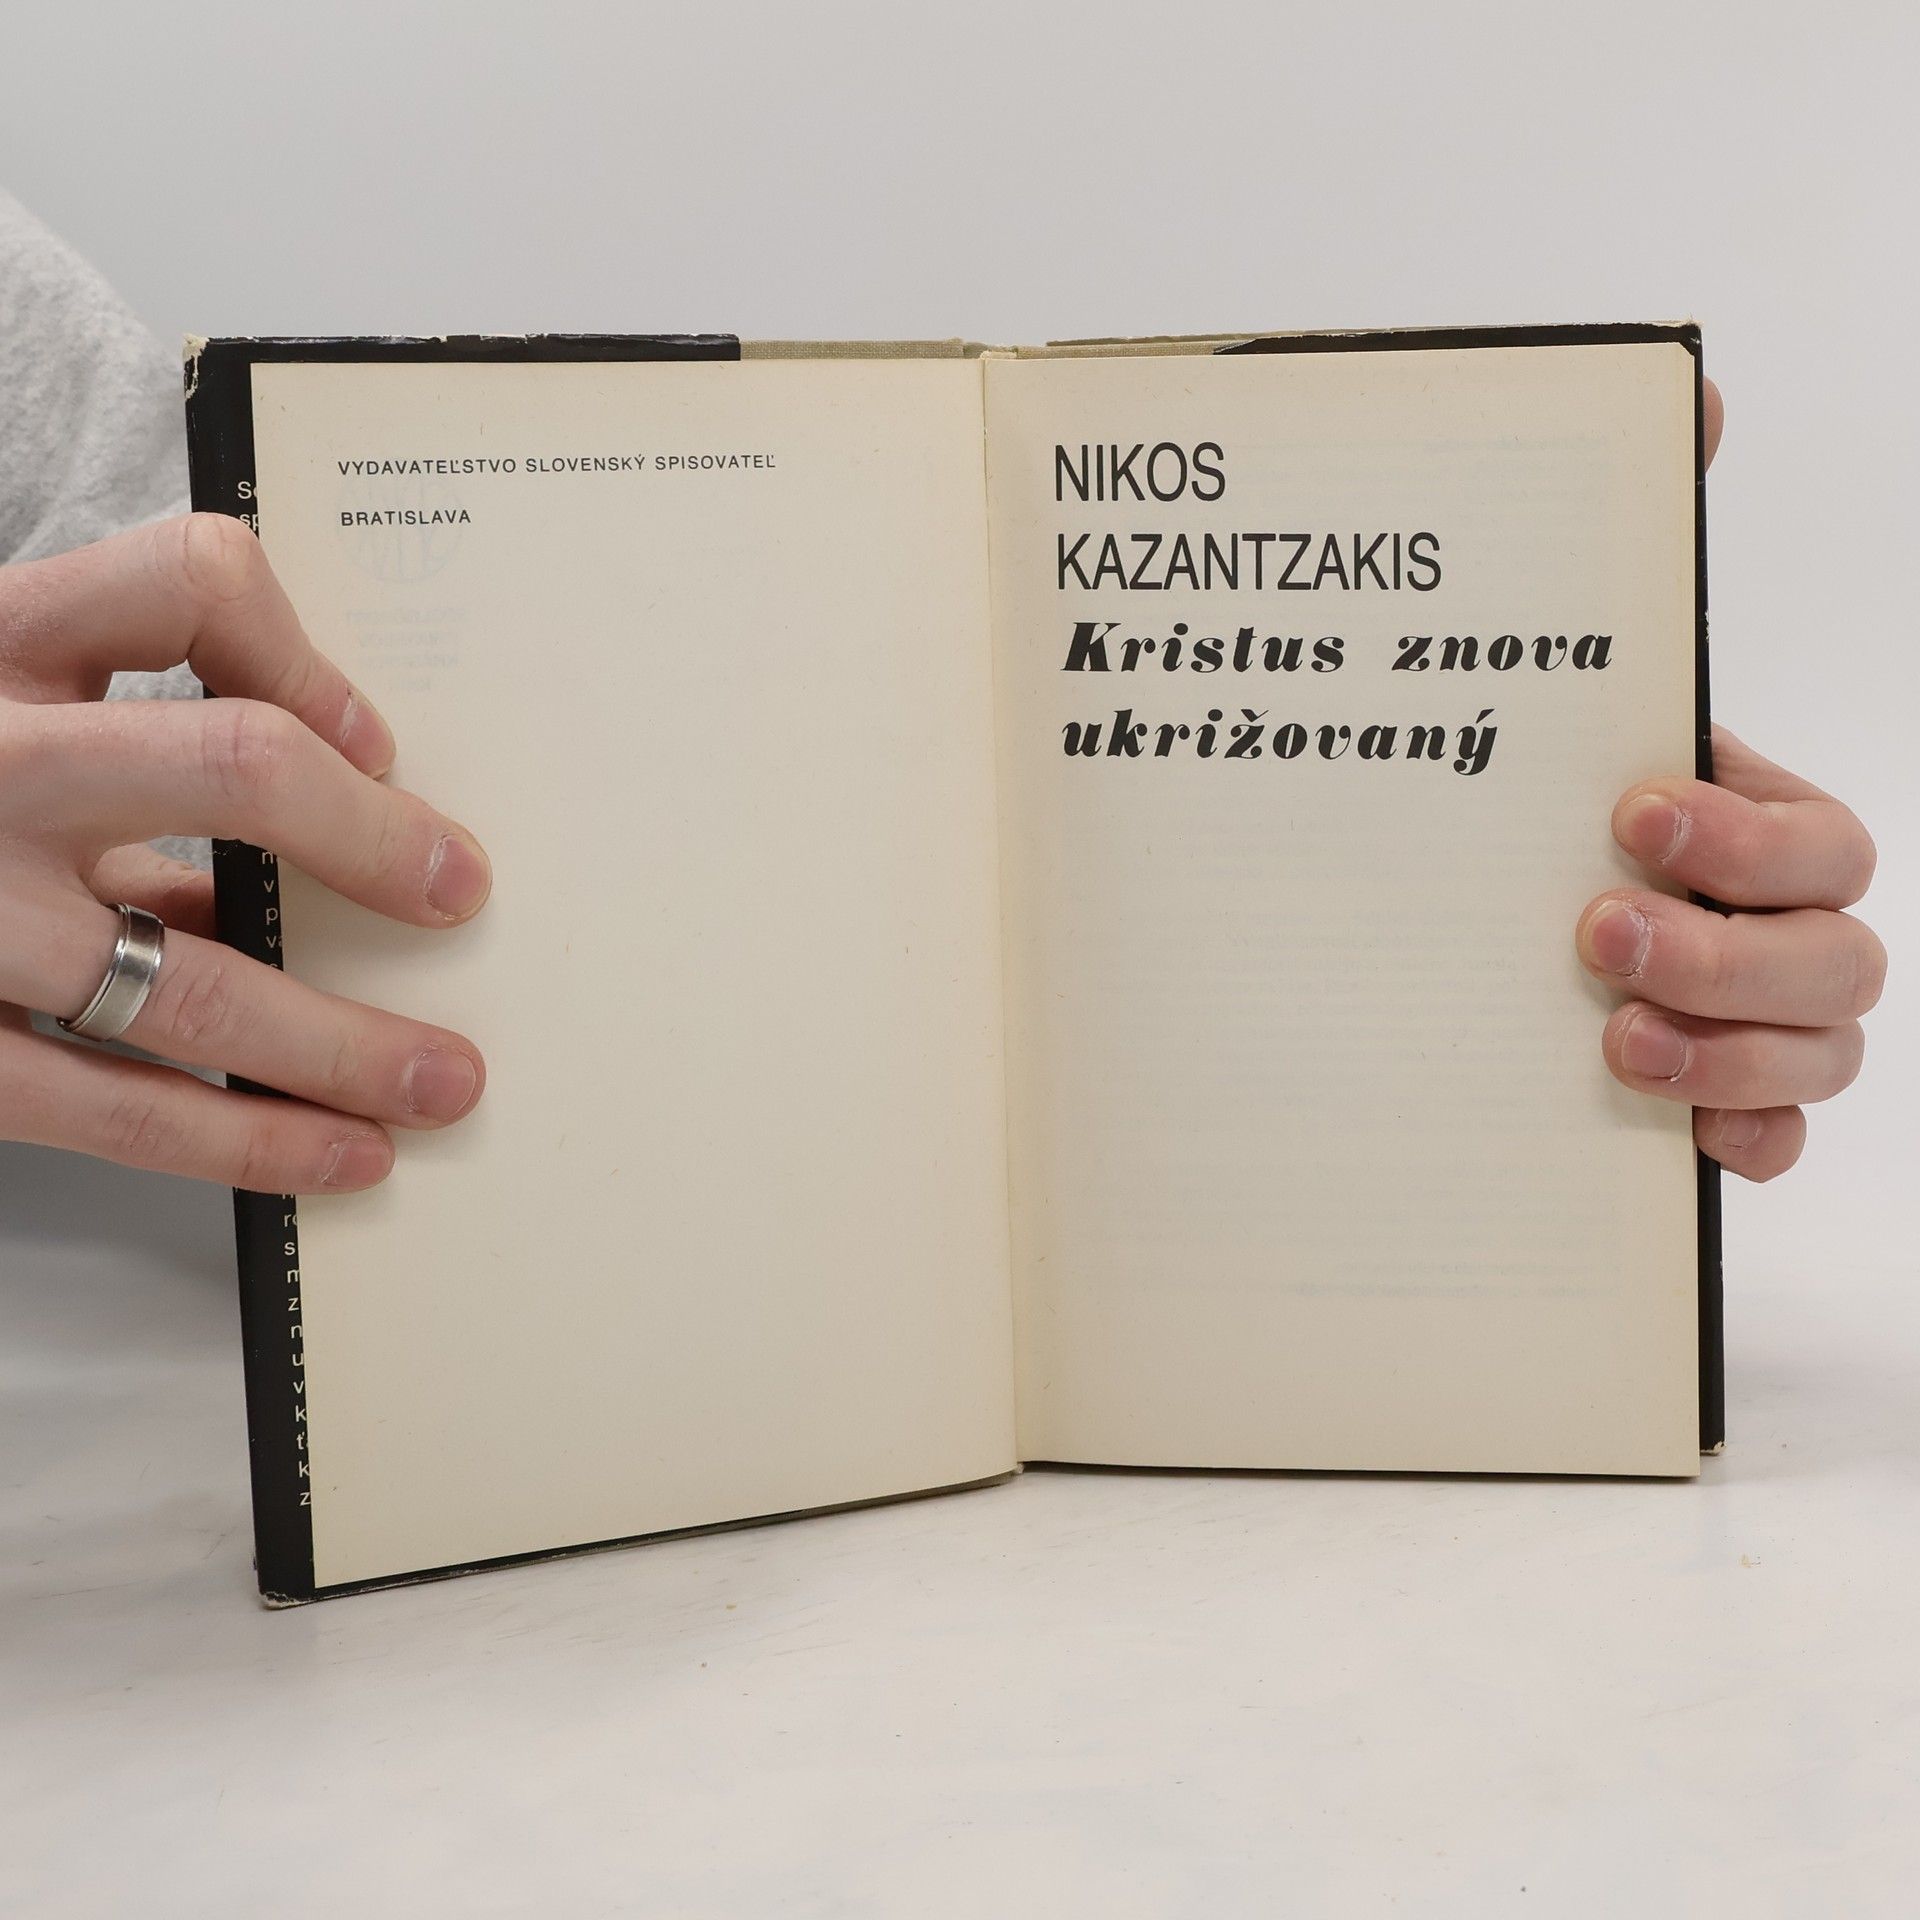 VYDAVATEĽSTVO SLOVENSKÝ SPISOVATEĽ
BRATISLAVA
NIKOS
KAZANTZAKIS
Kristus znova
ukrižovaný